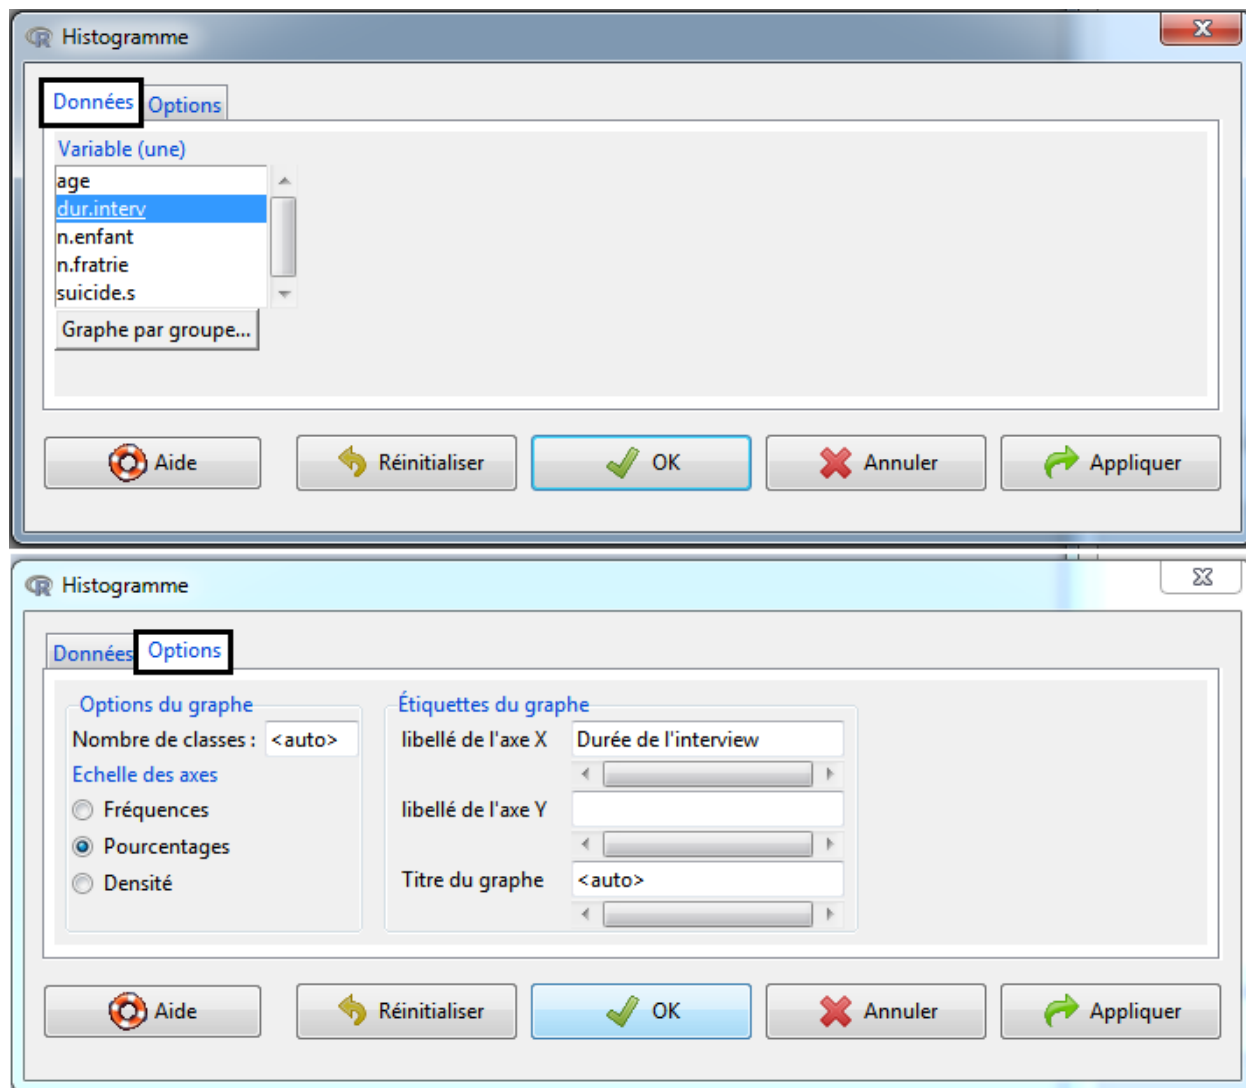 Histogramme
Données Options
Variable (une)
age
dur.interv
n.enfant
n.fratrie
suicide.s
Graphe par groupe...
Aide Réinitialiser OK Annuler Appliquer
Histogramme
Données Options
Options du graphe Étiquettes du graphe
Nombre de classes : <auto> libellé de l'axe X Durée de l'interview
Echelle des axes
Fréquences libellé de l'axe Y
Pourcentages
Densité Titre du graphe <auto>
Aide Réinitialiser OK Annuler Appliquer